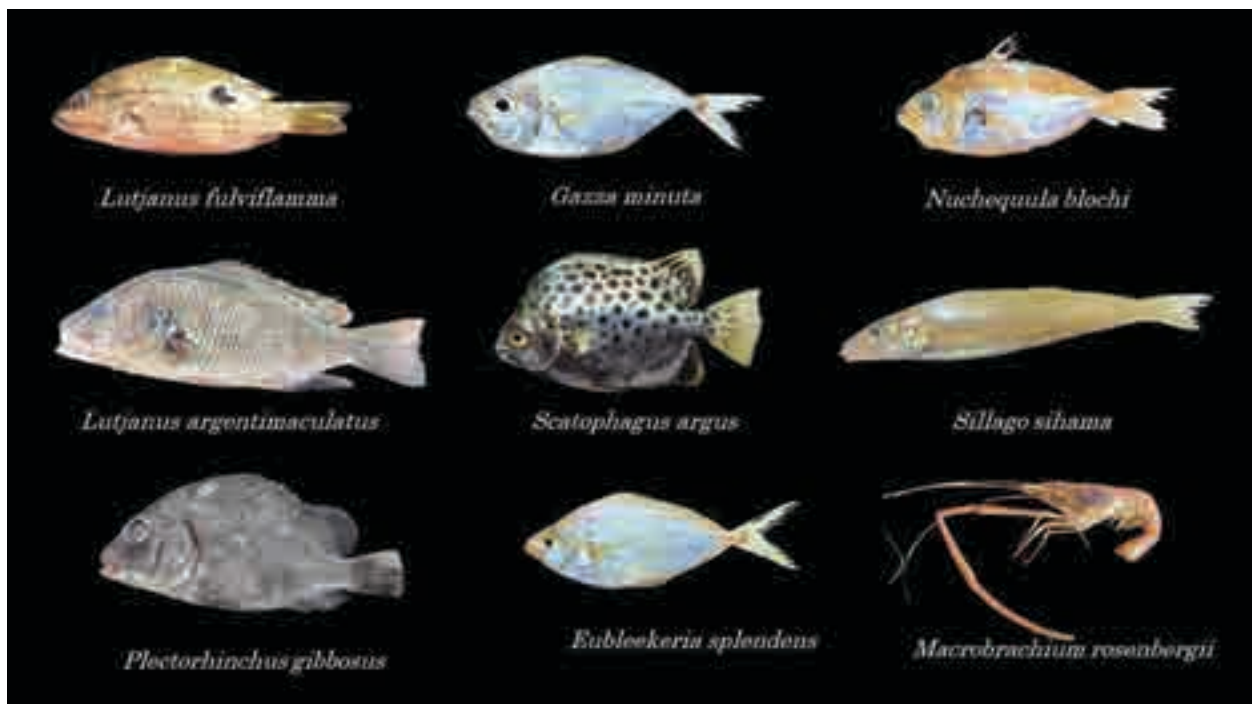 Lutjanus fulviflamma
Gazza minuta
Nuchequula blochi
Lutjanus argentimaculatus
Scatophagus argus
Sillago sihama
Plectorhinchus gibbosus
Eubleekeria splendens
Macrobrachium rosenbergii